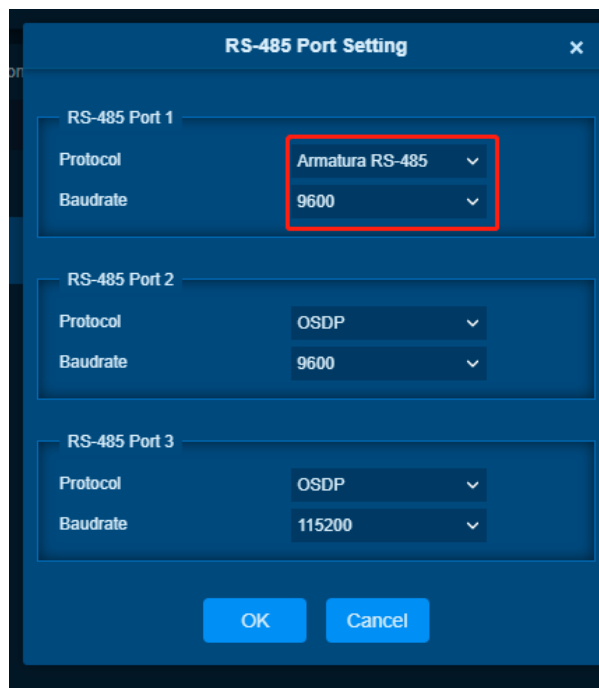 RS-485 Port Setting
on
RS-485 Port 1
Protocol Armatura RS-485
Baudrate 9600
RS-485 Port 2
Protocol OSDP
Baudrate 9600
RS-485 Port 3
Protocol OSDP
Baudrate 115200
OK Cancel